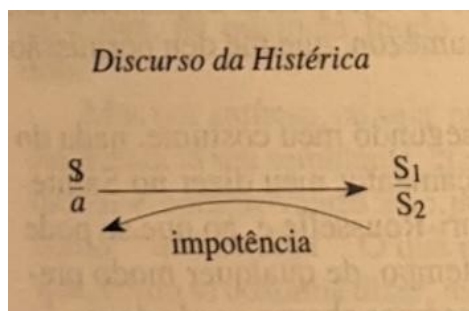 Discurso da Histérica
$ S₁
a S₂
impotência